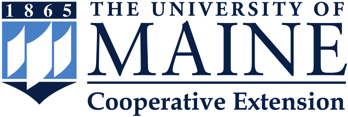 1865
THE UNIVERSITY OF
MAINE
Cooperative Extension